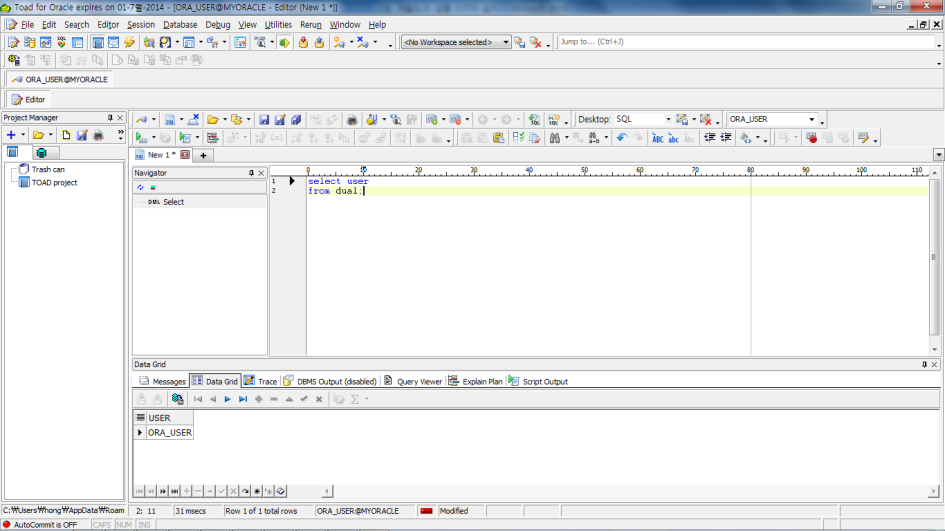 Toad for Oracle expires on 01-7월-2014 - [ORA_USER@MYORACLE - Editor (New 1 *)]
File Edit Search Editor Session Database Debug View Utilities Rerun Window Help
<No Workspace selected> Jump to... (Ctrl+J)
ORA_USER@MYORACLE
Editor
Project Manager
Desktop: SQL ORA_USER
New 1 *
Trash can
TOAD project
Navigator
DML Select
0 10 20 30 40 50 60 70 80 90 100 110
1 select user
2 from dual;
Data Grid
Messages Data Grid Trace DBMS Output (disabled) Query Viewer Explain Plan Script Output
USER
ORA_USER
C:₩Users₩hong₩AppData₩Roam 2: 11 31 msecs Row 1 of 1 total rows ORA_USER@MYORACLE Modified
AutoCommit is OFF CAPS NUM INS